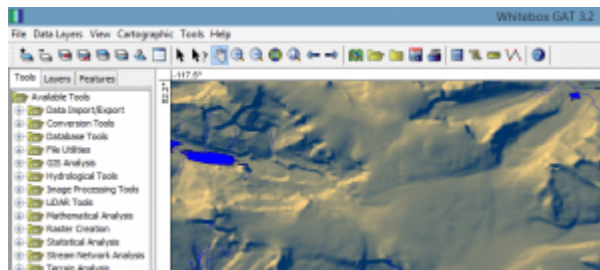 Whitebox GAT 3.2
File Data Layers View Cartographic Tools Help
Tools Layers Features
-117.5°
Available Tools
Data Import/Export
Conversion Tools
Database Tools
File Utilities
GIS Analysis
Hydrological Tools
Image Processing Tools
LiDAR Tools
Mathematical Analysis
Raster Creation
Statistical Analysis
Stream Network Analysis
Terrain Analysis